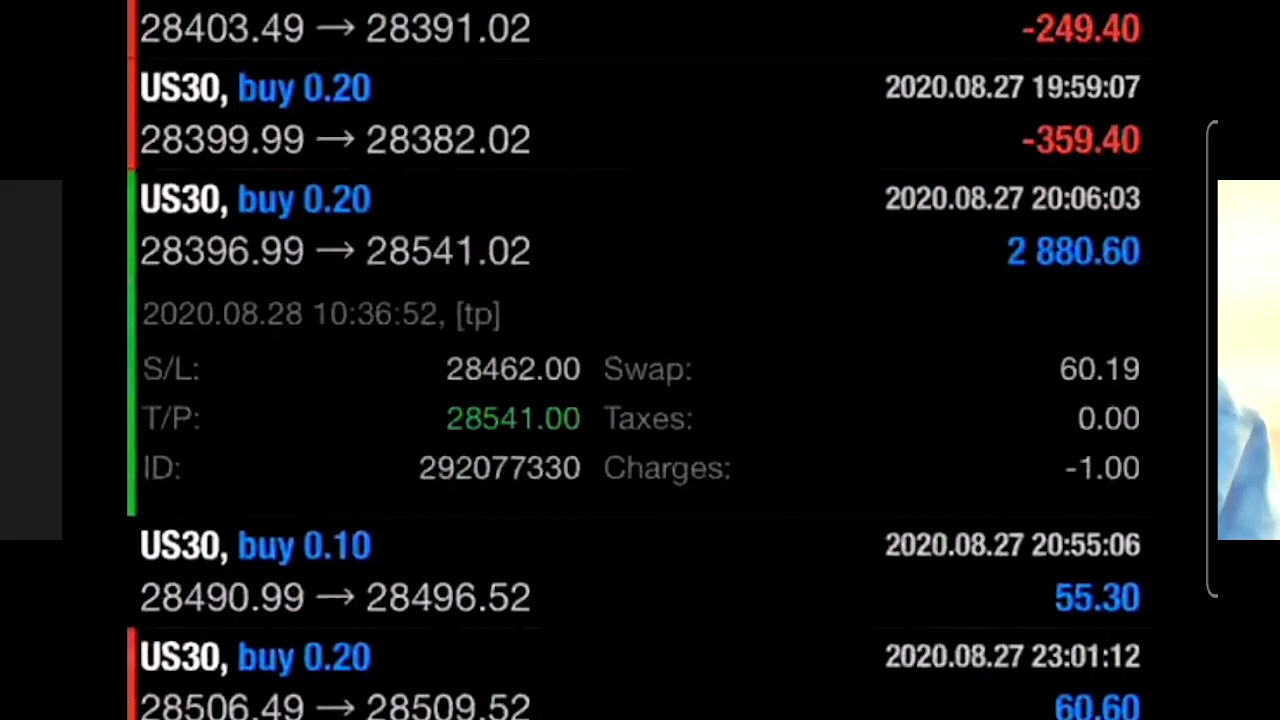 28403.49 → 28391.02 -249.40
US30, buy 0.20 2020.08.27 19:59:07
28399.99 → 28382.02 -359.40
US30, buy 0.20 2020.08.27 20:06:03
28396.99 → 28541.02 2 880.60
2020.08.28 10:36:52, [tp]
S/L: 28462.00 Swap: 60.19
T/P: 28541.00 Taxes: 0.00
ID: 292077330 Charges: -1.00
US30, buy 0.10 2020.08.27 20:55:06
28490.99 → 28496.52 55.30
US30, buy 0.20 2020.08.27 23:01:12
28506.49 → 28509.52 60.60